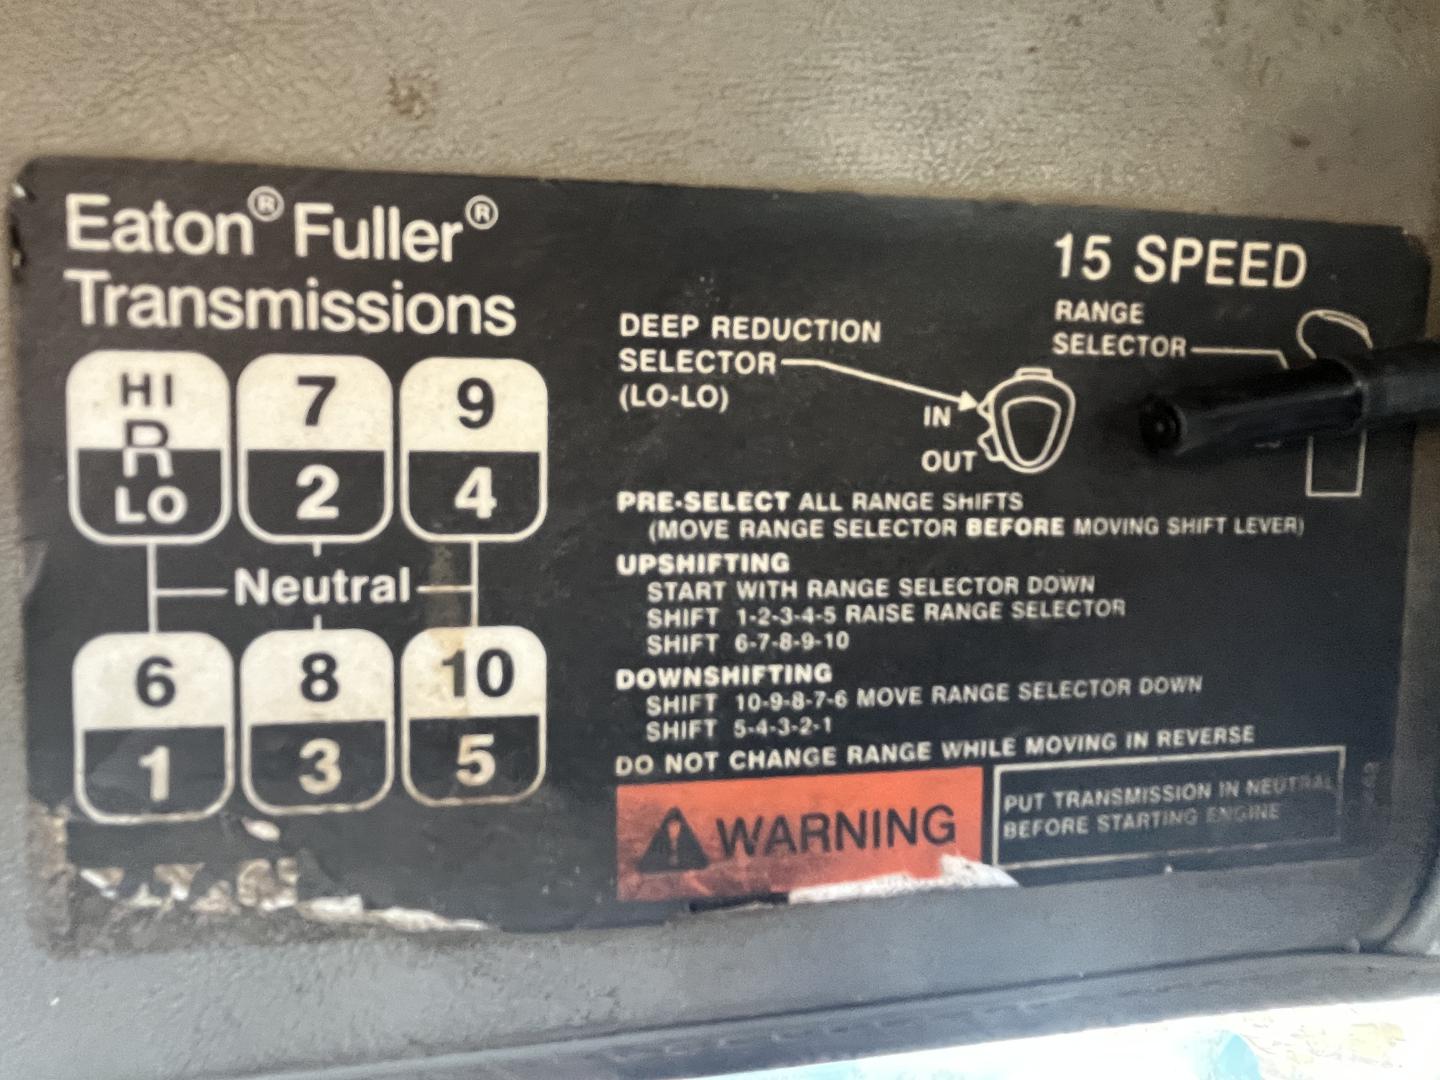 Eaton® Fuller®
Transmissions
HI
R
LO
7
2
9
4
Neutral
6
1
8
3
10
5
15 SPEED
RANGE
SELECTOR
DEEP REDUCTION
SELECTOR
(LO-LO)
IN
OUT
PRE-SELECT ALL RANGE SHIFTS
(MOVE RANGE SELECTOR BEFORE MOVING SHIFT LEVER)
UPSHIFTING
START WITH RANGE SELECTOR DOWN
SHIFT 1-2-3-4-5 RAISE RANGE SELECTOR
SHIFT 6-7-8-9-10
DOWNSHIFTING
SHIFT 10-9-8-7-6 MOVE RANGE SELECTOR DOWN
SHIFT 5-4-3-2-1
DO NOT CHANGE RANGE WHILE MOVING IN REVERSE
WARNING
PUT TRANSMISSION IN NEUTRAL
BEFORE STARTING ENGINE